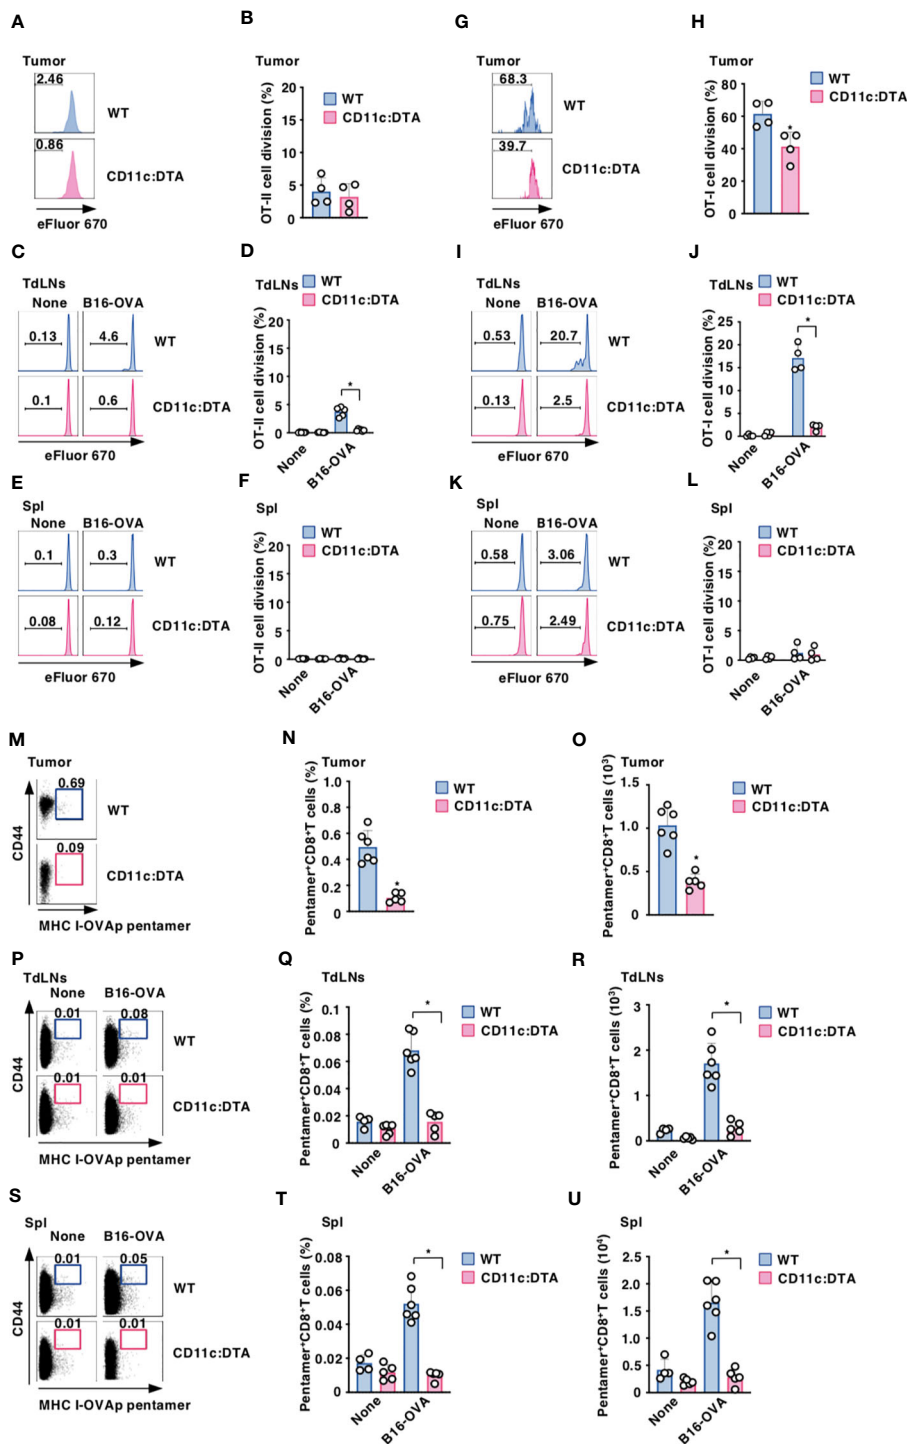 A
Tumor
2.46
WT
0.86
CD11c:DTA
eFluor 670
B
Tumor
OT-II cell division (%)
20
15
10
5
0
WT
CD11c:DTA
G
Tumor
68.3
WT
39.7
CD11c:DTA
eFluor 670
H
Tumor
OT-I cell division (%)
80
60
40
20
0
*
WT
CD11c:DTA
C
TdLNs
None B16-OVA
0.13 4.6
WT
0.1 0.6
CD11c:DTA
eFluor 670
D
TdLNs
WT
CD11c:DTA
OT-II cell division (%)
20
15
10
5
0
*
None
B16-OVA
I
TdLNs
None B16-OVA
0.53 20.7
WT
0.13 2.5
CD11c:DTA
eFluor 670
J
TdLNs
WT
CD11c:DTA
OT-I cell division (%)
25
20
15
10
5
0
*
None
B16-OVA
E
Spl
None B16-OVA
0.1 0.3
WT
0.08 0.12
CD11c:DTA
eFluor 670
F
Spl
WT
CD11c:DTA
OT-II cell division (%)
20
15
10
5
0
None
B16-OVA
K
Spl
None B16-OVA
0.58 3.06
WT
0.75 2.49
CD11c:DTA
eFluor 670
L
Spl
WT
CD11c:DTA
OT-I cell division (%)
20
15
10
5
0
None
B16-OVA
M
Tumor
0.69
WT
0.09
CD11c:DTA
CD44
MHC I-OVAp pentamer
N
Tumor
Pentamer⁺CD8⁺T cells (%)
1.0
0.8
0.6
0.4
0.2
0
*
WT
CD11c:DTA
O
Tumor
Pentamer⁺CD8⁺T cells (10³)
1.5
1.0
0.5
0
*
WT
CD11c:DTA
P
TdLNs
None B16-OVA
0.01 0.08
WT
0.01 0.01
CD11c:DTA
CD44
MHC I-OVAp pentamer
Q
TdLNs
Pentamer⁺CD8⁺T cells (%)
0.1
0.08
0.06
0.04
0.02
0
*
None
B16-OVA
WT
CD11c:DTA
R
TdLNs
Pentamer⁺CD8⁺T cells (10³)
3
2
1
0
*
None
B16-OVA
WT
CD11c:DTA
S
Spl
None B16-OVA
0.01 0.05
WT
0.01 0.01
CD11c:DTA
CD44
MHC I-OVAp pentamer
T
Spl
Pentamer⁺CD8⁺T cells (%)
0.08
0.06
0.04
0.02
0
*
None
B16-OVA
WT
CD11c:DTA
U
Spl
Pentamer⁺CD8⁺T cells (10⁴)
2.5
2.0
1.5
1.0
0.5
0
*
None
B16-OVA
WT
CD11c:DTA